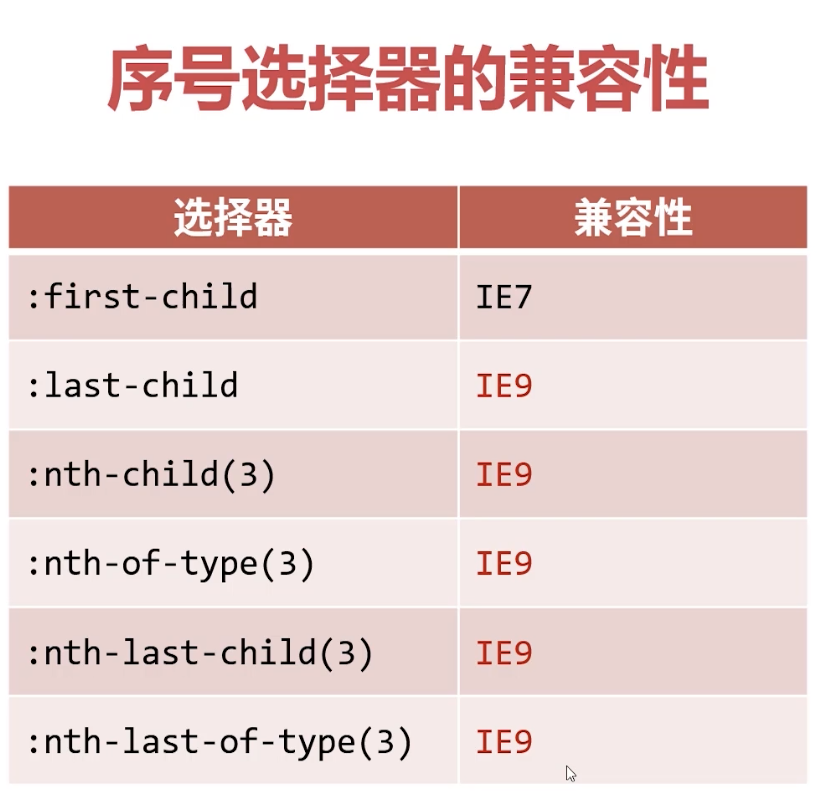 序号选择器的兼容性
选择器 兼容性
:first-child IE7
:last-child IE9
:nth-child(3) IE9
:nth-of-type(3) IE9
:nth-last-child(3) IE9
:nth-last-of-type(3) IE9